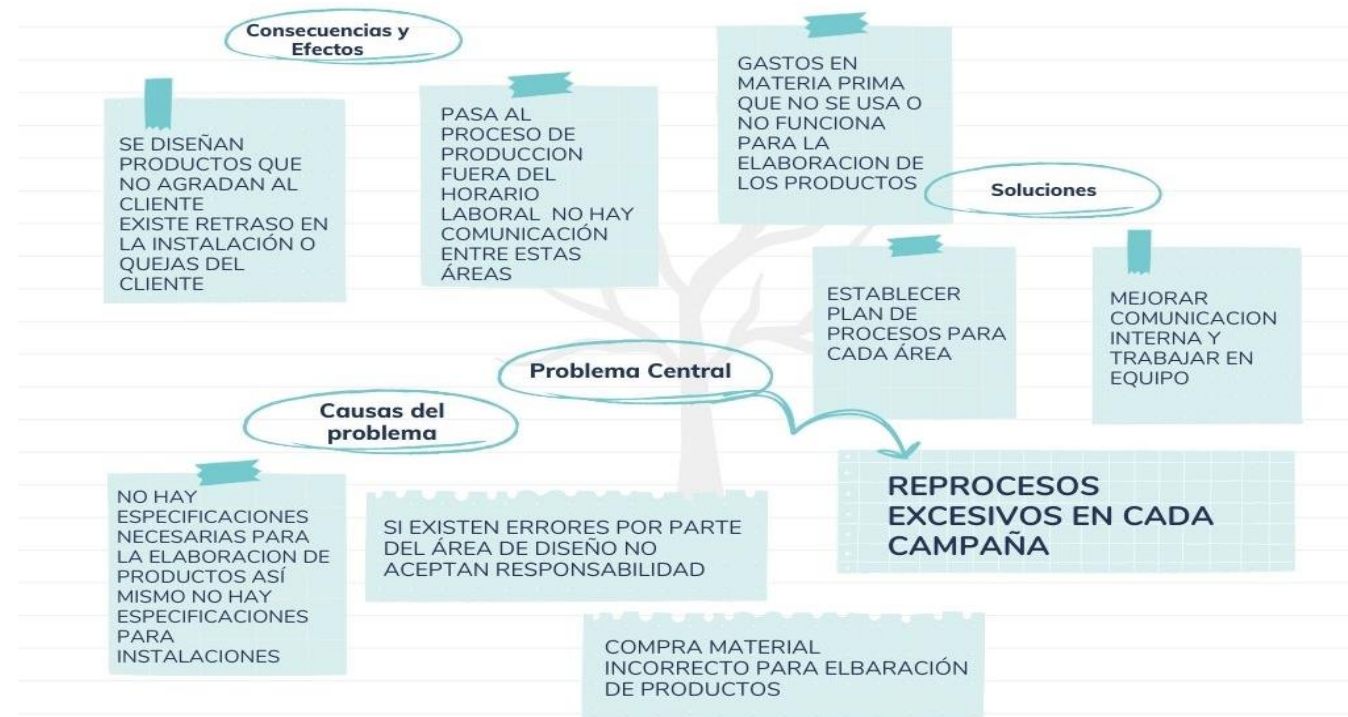 Consecuencias y
Efectos
SE DISEÑAN
PRODUCTOS QUE
NO AGRADAN AL
CLIENTE
EXISTE RETRASO EN
LA INSTALACIÓN O
QUEJAS DEL
CLIENTE
PASA AL
PROCESO DE
PRODUCCION
FUERA DEL
HORARIO
LABORAL NO HAY
COMUNICACIÓN
ENTRE ESTAS
ÁREAS
GASTOS EN
MATERIA PRIMA
QUE NO SE USA O
NO FUNCIONA
PARA LA
ELABORACION DE
LOS PRODUCTOS
Soluciones
ESTABLECER
PLAN DE
PROCESOS PARA
CADA ÁREA
MEJORAR
COMUNICACION
INTERNA Y
TRABAJAR EN
EQUIPO
Problema Central
REPROCESOS
EXCESIVOS EN CADA
CAMPAÑA
Causas del
problema
NO HAY
ESPECIFICACIONES
NECESARIAS PARA
LA ELABORACION DE
PRODUCTOS ASÍ
MISMO NO HAY
ESPECIFICACIONES
PARA
INSTALACIONES
SI EXISTEN ERRORES POR PARTE
DEL ÁREA DE DISEÑO NO
ACEPTAN RESPONSABILIDAD
COMPRA MATERIAL
INCORRECTO PARA ELBARACIÓN
DE PRODUCTOS